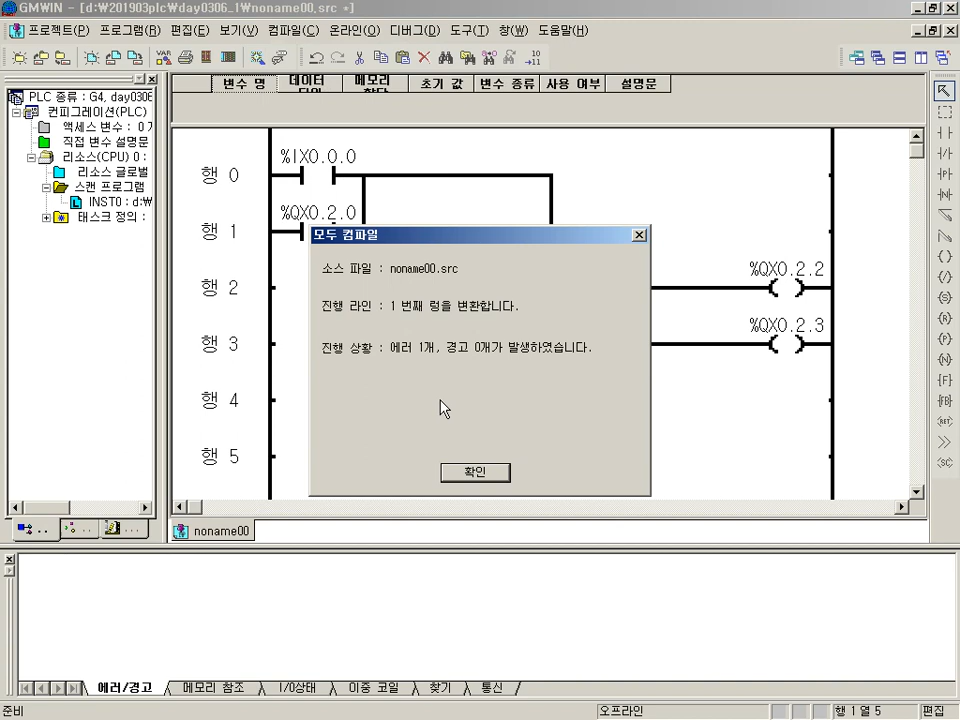 GMWIN - [d:₩201903plc₩day0306_1₩noname00,src *]
프로젝트(P) 프로그램(R) 편집(E) 보기(V) 컴파일(C) 온라인(O) 디버그(D) 도구(T) 창(W) 도움말(H)
변수 명 데이터 타입 메모리 할당 초기 값 변수 종류 사용 여부 설명문
PLC 종류 : G4, day0306
컨피그레이션(PLC)
액세스 변수 : 0
직접 변수 설명문
리소스(CPU) 0 :
리소스 글로벌
스캔 프로그램
INST0 : d:₩
태스크 정의 :
%IX0.0.0
행 0
%QX0.2.0
행 1
%QX0.2.2
행 2
%QX0.2.3
행 3
행 4
행 5
모두 컴파일
소스 파일 : noname00.src
진행 라인 : 1 번째 렁을 변환합니다.
진행 상황 : 에러 1개, 경고 0개가 발생하였습니다.
확인
noname00
에러/경고 메모리 참조 I/O상태 이중 코일 찾기 통신
준비 오프라인 행 1 열 5 편집